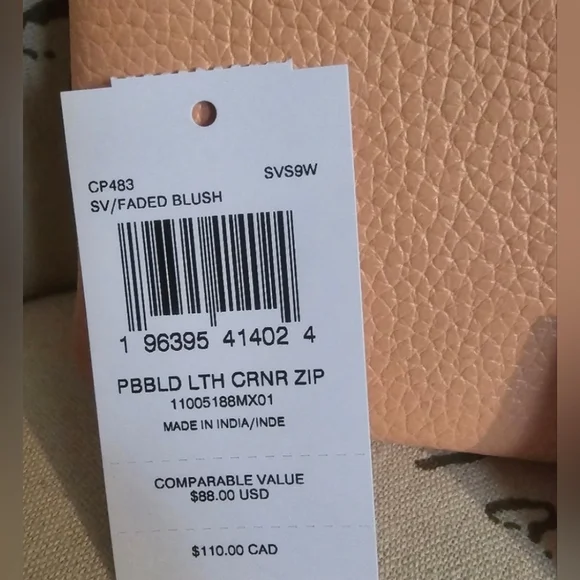 CP483 SVS9W
SV/FADED BLUSH
1 96395 41402 4
PBBLD LTH CRNR ZIP
11005188MX01
MADE IN INDIA/INDE
COMPARABLE VALUE
$88.00 USD
$110.00 CAD